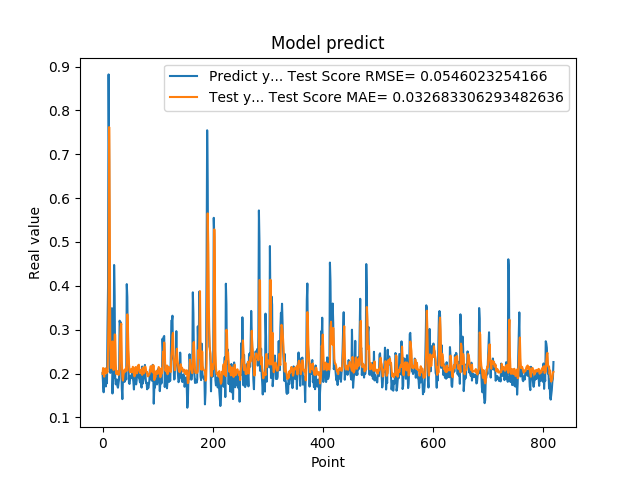 Model predict
Predict y... Test Score RMSE= 0.0546023254166
Test y... Test Score MAE= 0.032683306293482636
Real value
0.9
0.8
0.7
0.6
0.5
0.4
0.3
0.2
0.1
0 200 400 600 800
Point